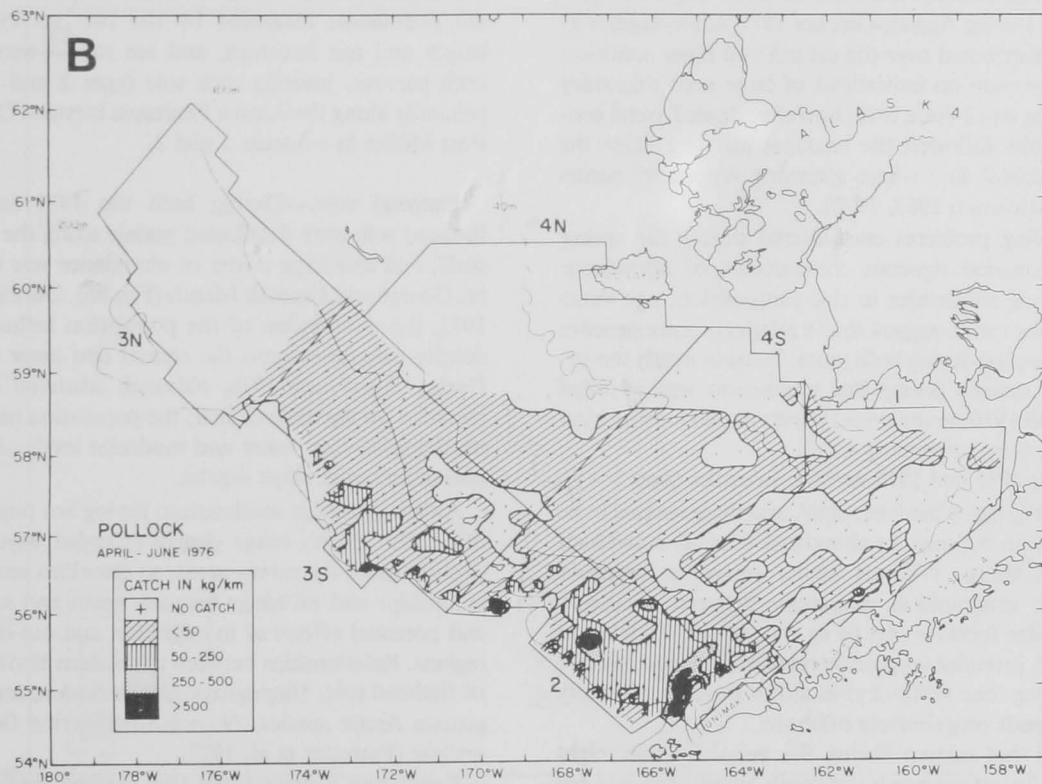 B
63°N
62°N
61°N
60°N
59°N
58°N
57°N
56°N
55°N
54°N
ALASKA
4N
3N
4S
1
3S
2
POLLOCK
APRIL - JUNE 1976
CATCH IN kg/km
NO CATCH
<50
50-250
250-500
>500
UNIMAK
180°
178°W
176°W
174°W
172°W
170°W
168°W
166°W
164°W
162°W
160°W
158°W